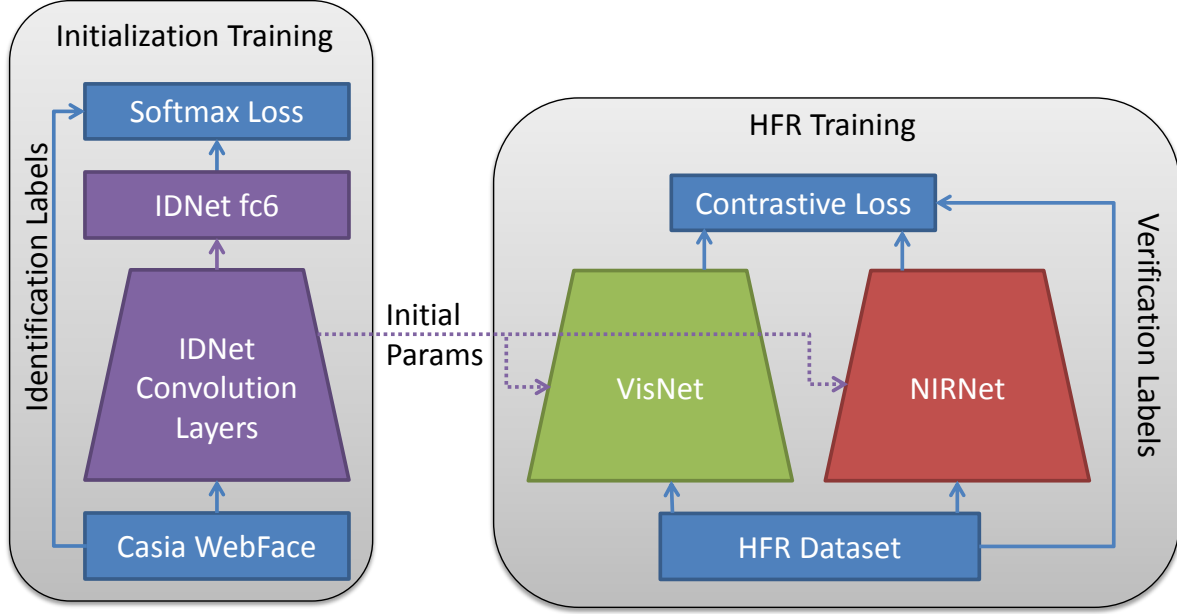 Initialization Training
Softmax Loss
IDNet fc6
Identification Labels
IDNet
Convolution
Layers
Casia WebFace
Initial
Params
HFR Training
Contrastive Loss
VisNet
NIRNet
Verification Labels
HFR Dataset